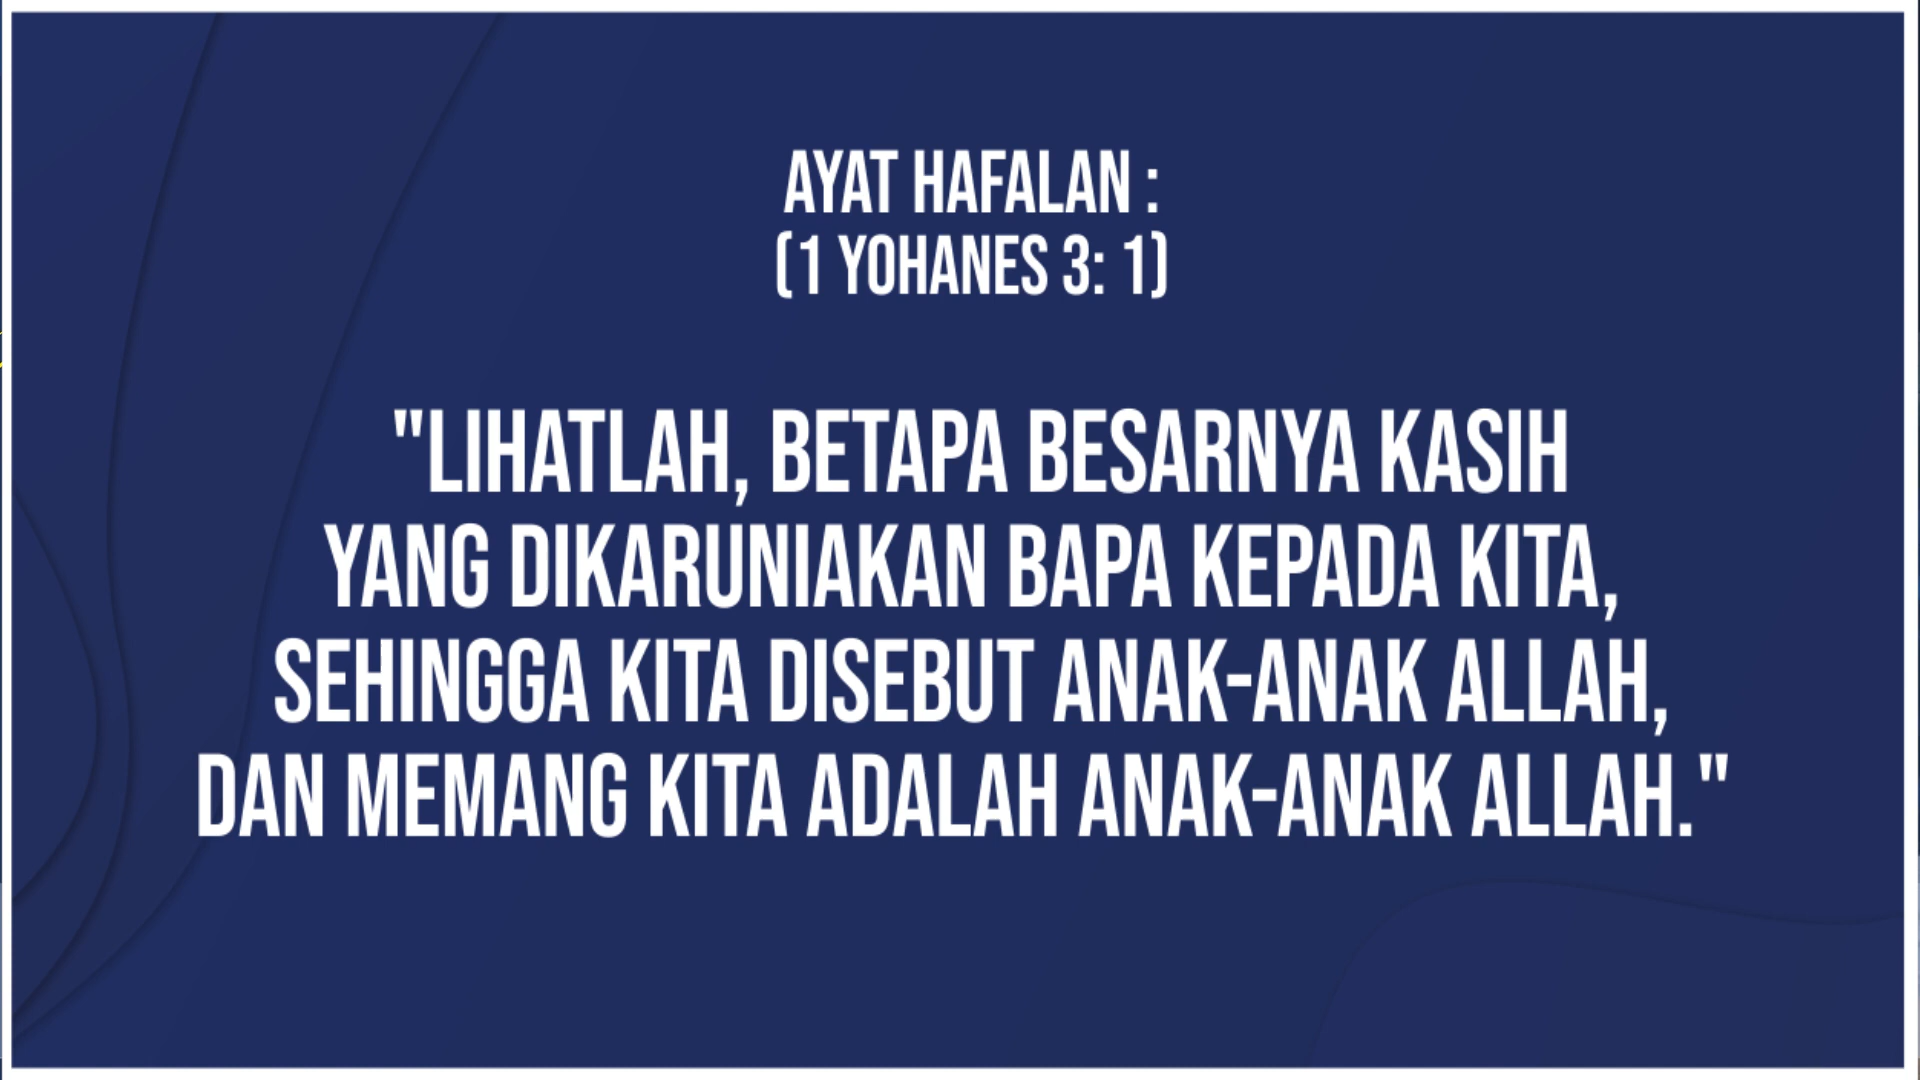 AYAT HAFALAN :
(1 YOHANES 3: 1)
"LIHATLAH, BETAPA BESARNYA KASIH
YANG DIKARUNIAKAN BAPA KEPADA KITA,
SEHINGGA KITA DISEBUT ANAK-ANAK ALLAH,
DAN MEMANG KITA ADALAH ANAK-ANAK ALLAH."